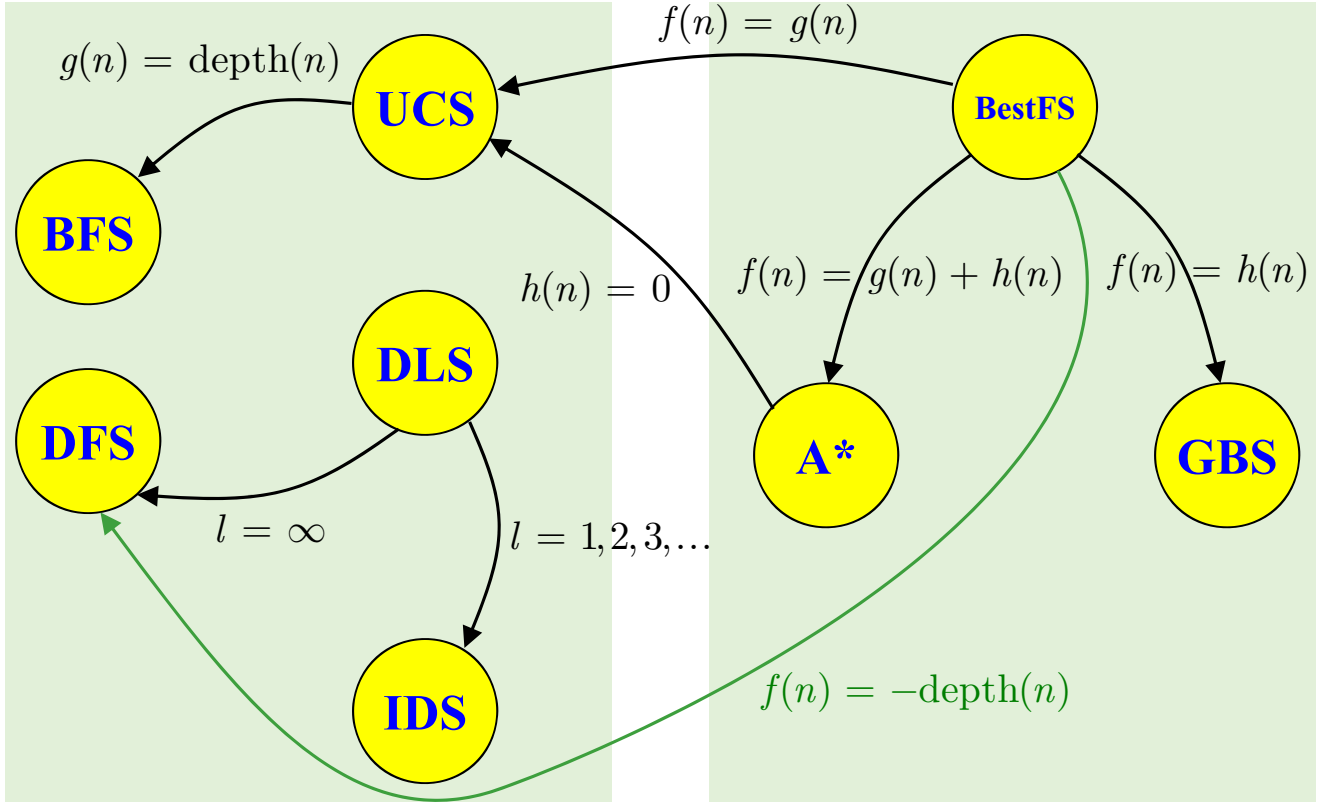 f(n) = g(n)
g(n) = depth(n)
UCS
BestFS
BFS
h(n) = 0
f(n) = g(n) + h(n)
f(n) = h(n)
DLS
DFS
A*
GBS
l = ∞
l = 1,2,3,…
f(n) = −depth(n)
IDS